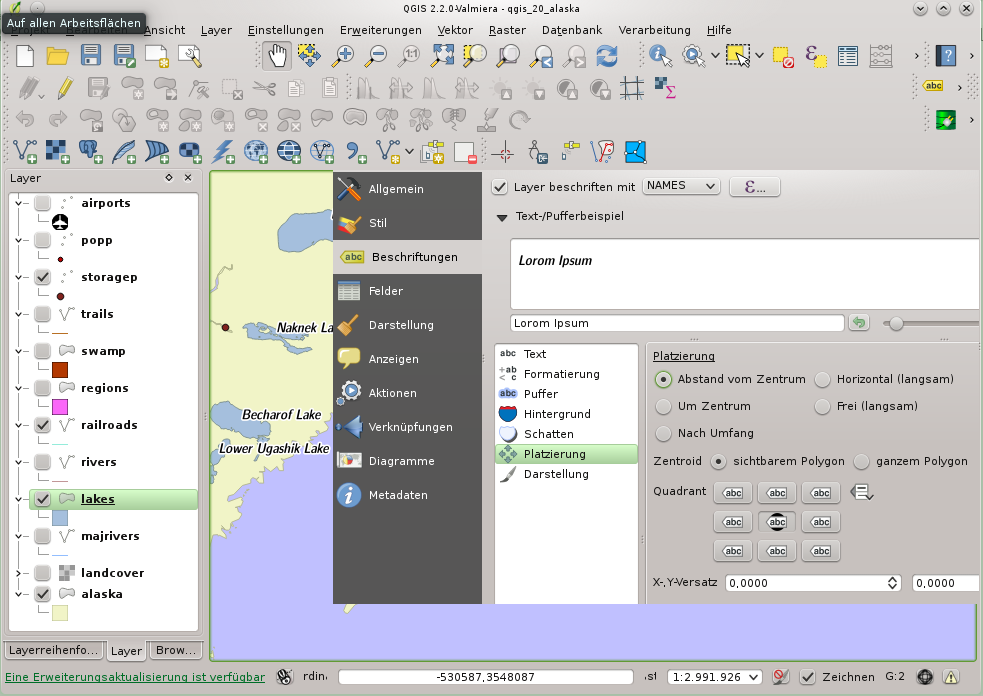 QGIS 2.2.0-Valmiera - qgis_20_alaska
Auf allen Arbeitsflächen
Projekt Bearbeiten Ansicht Layer Einstellungen Erweiterungen Vektor Raster Datenbank Verarbeitung Hilfe
Layer
airports
popp
storagep
trails
swamp
regions
railroads
rivers
lakes
majrivers
landcover
alaska
Layerreihenfo... Layer Brow...
Naknek La
Becharof Lake
Lower Ugashik Lake
Allgemein
Stil
Beschriftungen
Felder
Darstellung
Anzeigen
Aktionen
Verknüpfungen
Diagramme
Metadaten
Layer beschriften mit NAMES ε...
Text-/Pufferbeispiel
Lorom Ipsum
Lorom Ipsum
Text
Formatierung
Puffer
Hintergrund
Schatten
Platzierung
Darstellung
Platzierung
Abstand vom Zentrum Horizontal (langsam)
Um Zentrum Frei (langsam)
Nach Umfang
Zentroid sichtbarem Polygon ganzem Polygon
Quadrant abc abc abc
abc abc abc
abc abc abc
X-,Y-Versatz 0,0000 0,0000
Eine Erweiterungsaktualisierung ist verfügbar rdin. -530587,3548087 .st 1:2.991.926 Zeichnen G:2